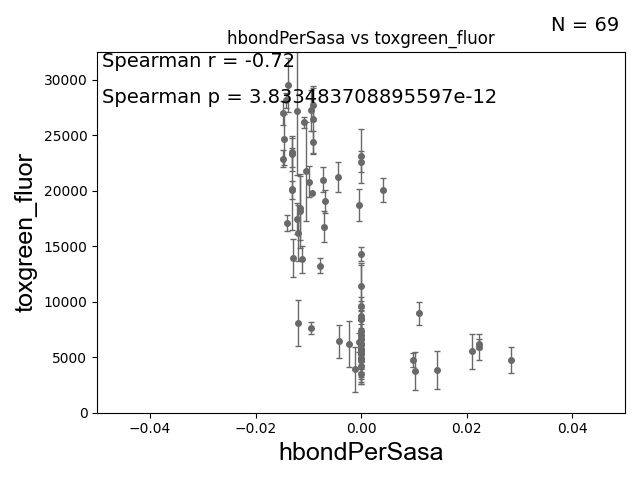 N = 69
hbondPerSasa vs toxgreen_fluor
Spearman r = -0.72
Spearman p = 3.833483708895597e-12
30000
25000
20000
15000
10000
5000
0
toxgreen_fluor
−0.04
−0.02
0.00
0.02
0.04
hbondPerSasa